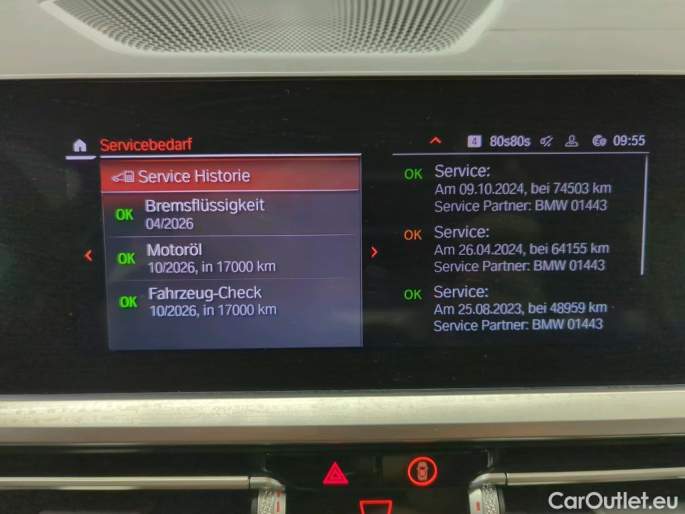 Servicebedarf
4 80s80s 09:55
Service Historie
OK Bremsflüssigkeit
04/2026
OK Motoröl
10/2026, in 17000 km
OK Fahrzeug-Check
10/2026, in 17000 km
OK Service:
Am 09.10.2024, bei 74503 km
Service Partner: BMW 01443
OK Service:
Am 26.04.2024, bei 64155 km
Service Partner: BMW 01443
OK Service:
Am 25.08.2023, bei 48959 km
Service Partner: BMW 01443
CarOutlet.eu